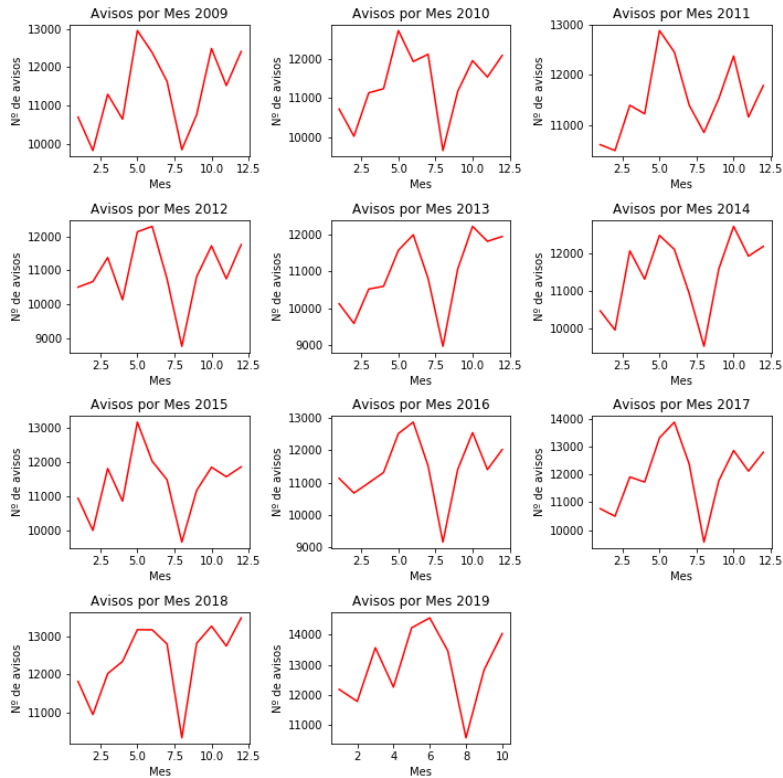 Avisos por Mes 2009
13000
12000
11000
10000
Nº de avisos
2.5 5.0 7.5 10.0 12.5
Mes
Avisos por Mes 2010
12000
11000
10000
Nº de avisos
2.5 5.0 7.5 10.0 12.5
Mes
Avisos por Mes 2011
13000
12000
11000
Nº de avisos
2.5 5.0 7.5 10.0 12.5
Mes
Avisos por Mes 2012
12000
11000
10000
9000
Nº de avisos
2.5 5.0 7.5 10.0 12.5
Mes
Avisos por Mes 2013
12000
11000
10000
9000
Nº de avisos
2.5 5.0 7.5 10.0 12.5
Mes
Avisos por Mes 2014
12000
11000
10000
Nº de avisos
2.5 5.0 7.5 10.0 12.5
Mes
Avisos por Mes 2015
13000
12000
11000
10000
Nº de avisos
2.5 5.0 7.5 10.0 12.5
Mes
Avisos por Mes 2016
13000
12000
11000
10000
9000
Nº de avisos
2.5 5.0 7.5 10.0 12.5
Mes
Avisos por Mes 2017
14000
13000
12000
11000
10000
Nº de avisos
2.5 5.0 7.5 10.0 12.5
Mes
Avisos por Mes 2018
13000
12000
11000
Nº de avisos
2.5 5.0 7.5 10.0 12.5
Mes
Avisos por Mes 2019
14000
13000
12000
11000
Nº de avisos
2 4 6 8 10
Mes